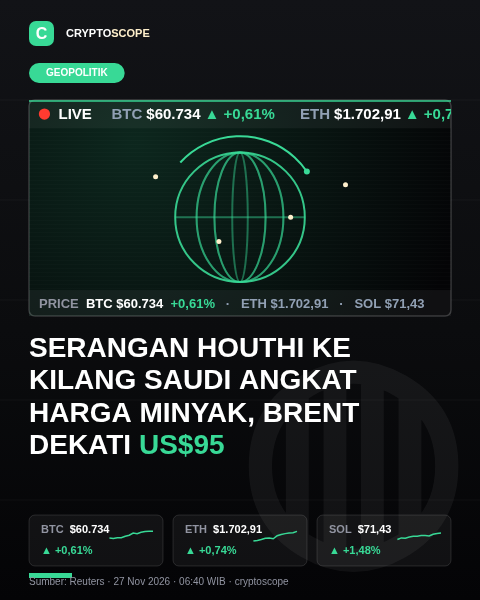 C CRYPTOSCOPE
GEOPOLITIK
LIVE BTC $60.734 ▲ +0,61% ETH $1.702,91 ▲ +0,7
PRICE BTC $60.734 +0,61% · ETH $1.702,91 · SOL $71,43
SERANGAN HOUTHI KE
KILANG SAUDI ANGKAT
HARGA MINYAK, BRENT
DEKATI US$95
BTC $60.734
▲ +0,61%
ETH $1.702,91
▲ +0,74%
SOL $71,43
▲ +1,48%
Sumber: Reuters · 27 Nov 2026 · 06:40 WIB · cryptoscope